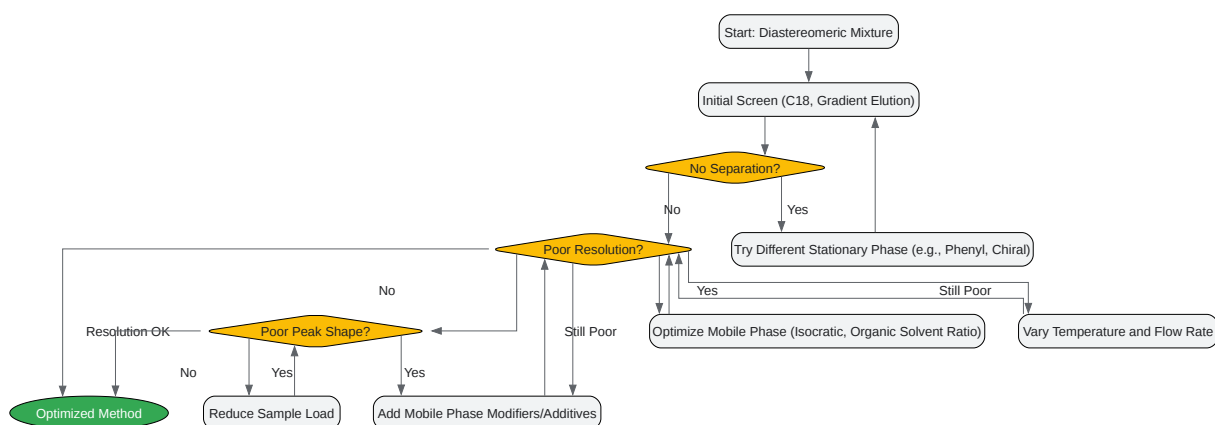 Start: Diastereomeric Mixture
Initial Screen (C18, Gradient Elution)
No Separation?
No
Yes
Poor Resolution?
Try Different Stationary Phase (e.g., Phenyl, Chiral)
No
Yes
Still Poor
Resolution OK
Poor Peak Shape?
Still Poor
Optimize Mobile Phase (Isocratic, Organic Solvent Ratio)
Vary Temperature and Flow Rate
No
Yes
Yes
Optimized Method
Reduce Sample Load
Add Mobile Phase Modifiers/Additives